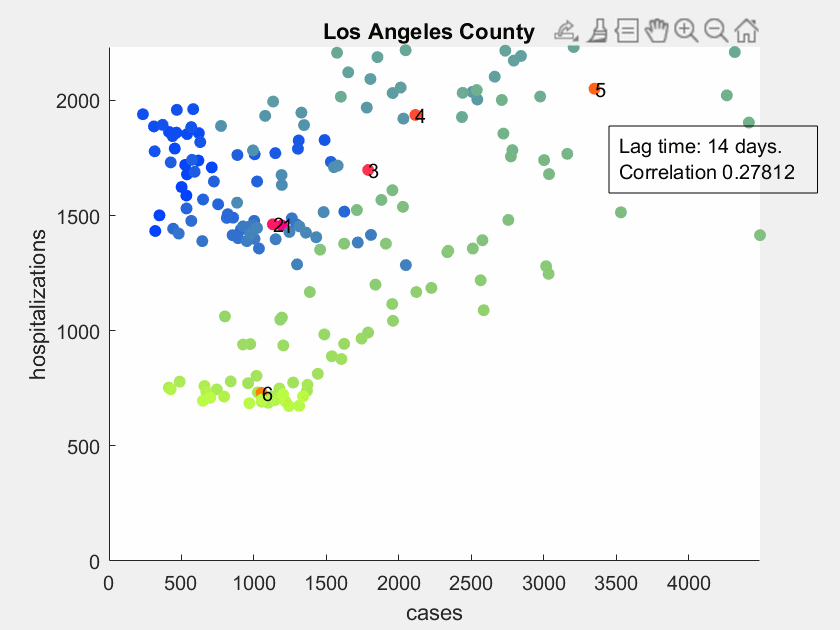 Los Angeles County
2000
1500
1000
500
0
hospitalizations
5
4
3
21
6
Lag time: 14 days.
Correlation 0.27812
0 500 1000 1500 2000 2500 3000 3500 4000
cases